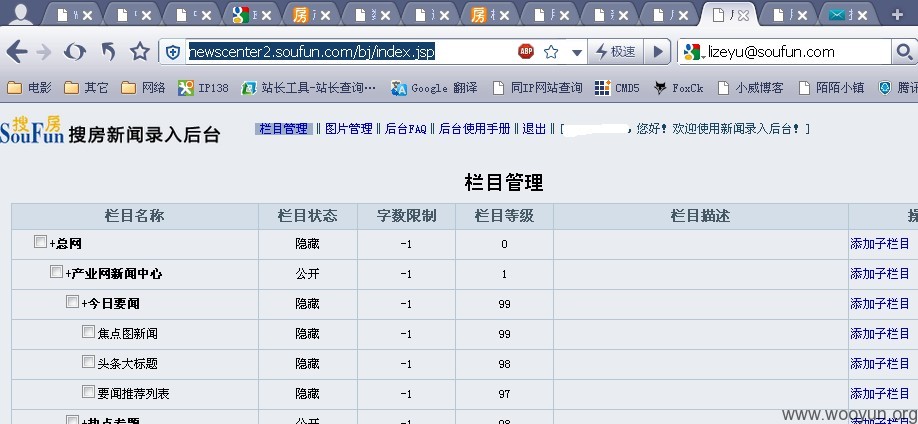 newscenter2.soufun.com/bj/index.jsp
ABP
极速
lizeyu@soufun.com
电影 其它 网络 IP138 站长工具-站长查询··· Google 翻译 同IP网站查询 CMD5 FoxCk 小威博客 陌陌小镇 腾讯
搜房 SouFun 搜房新闻录入后台
栏目管理 || 图片管理 || 后台FAQ || 后台使用手册 || 退出 || [ ，您好！欢迎使用新闻录入后台！ ]
栏目管理
栏目名称 栏目状态 字数限制 栏目等级 栏目描述
+总网 隐藏 -1 0 添加子栏目
+产业网新闻中心 公开 -1 1 添加子栏目
+今日要闻 隐藏 -1 99 添加子栏目
焦点图新闻 隐藏 -1 99 添加子栏目
头条大标题 隐藏 -1 98 添加子栏目
要闻推荐列表 隐藏 -1 97 添加子栏目
+热点专题 公开 -1 98 添加子栏目
www.wooyun.org